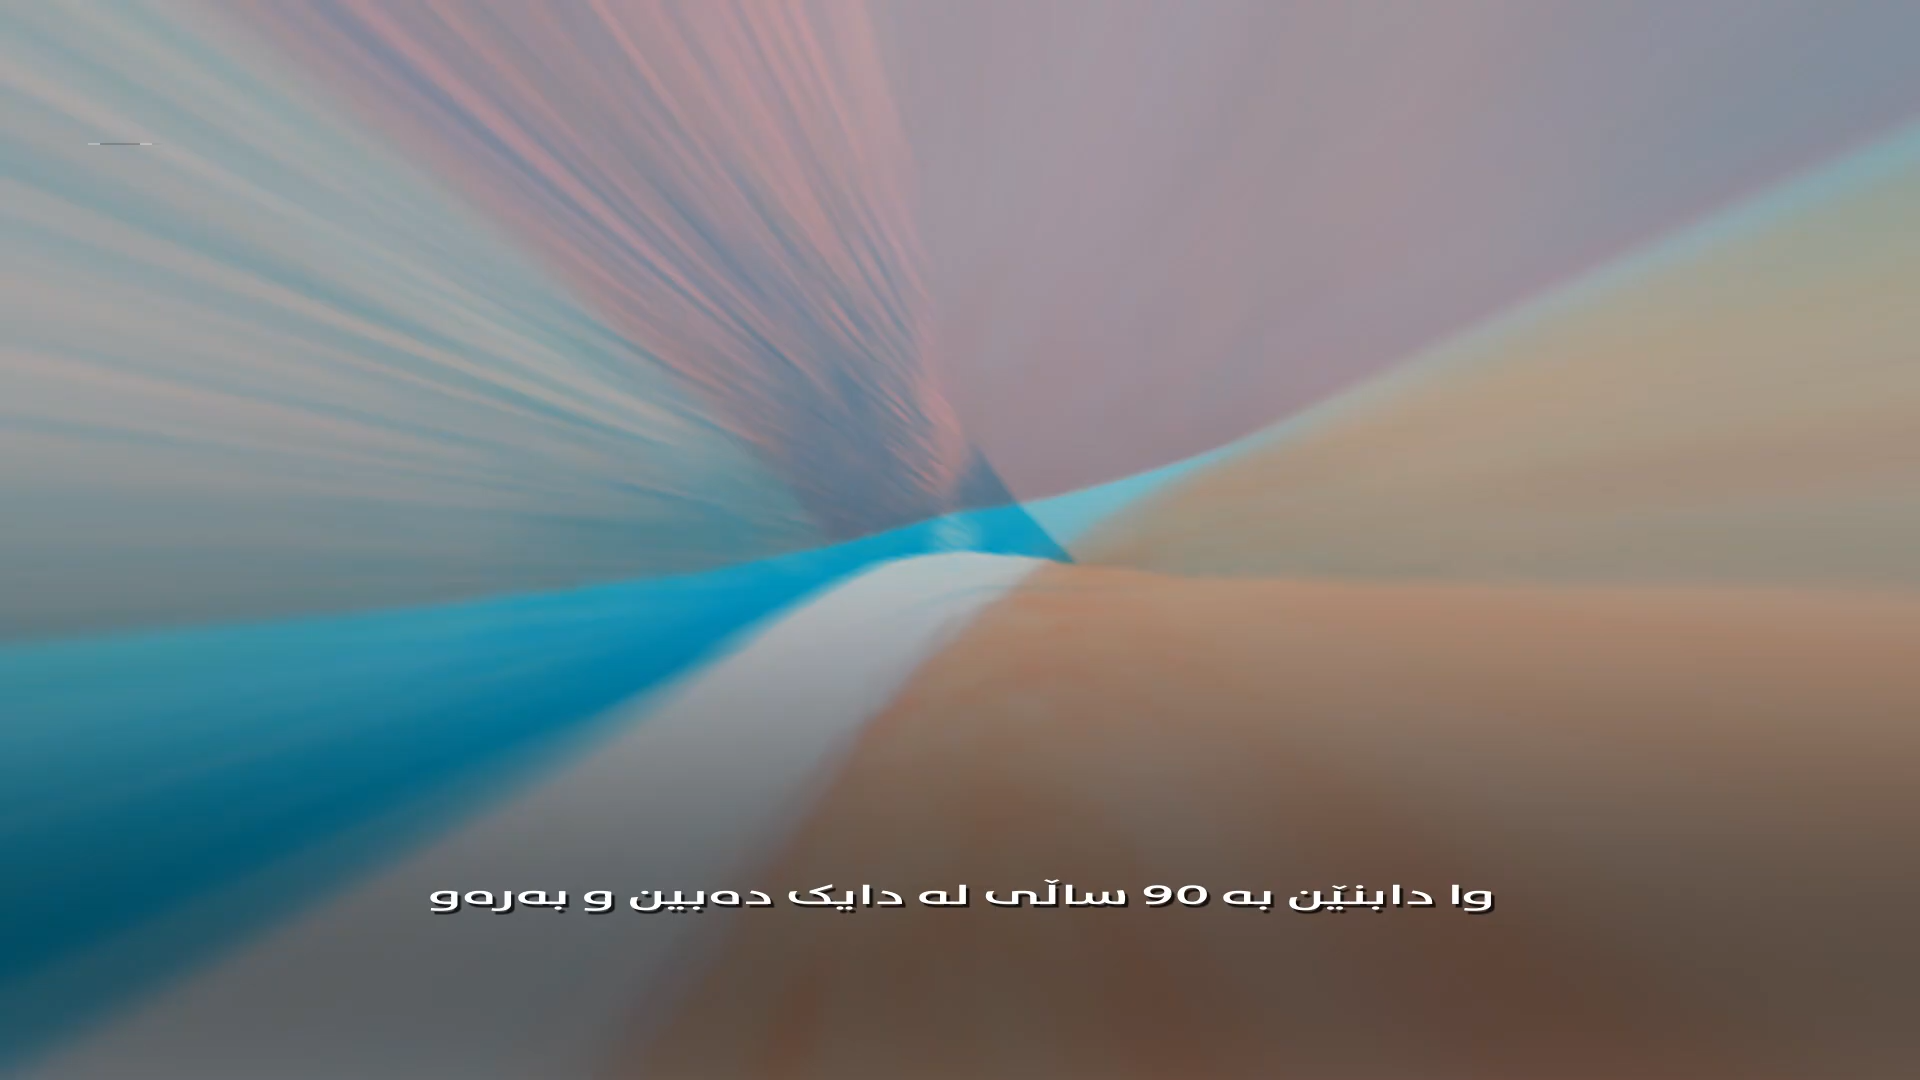 وا دابنێن بە 90 ساڵی لە دایک دەبین و بەرەو